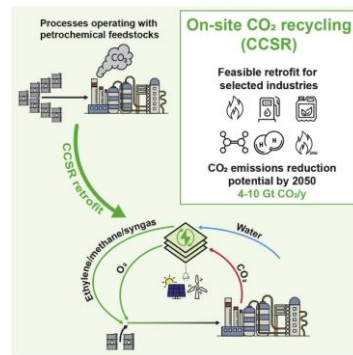 Processes operating with
petrochemical feedstocks
CO₂
CCSR retrofit
On-site CO₂ recycling
(CCSR)
Feasible retrofit for
selected industries
H
H
CO₂ emissions reduction
potential by 2050
4-10 Gt CO₂/y
Ethylene/methane/syngas
O₂
Water
CO₂